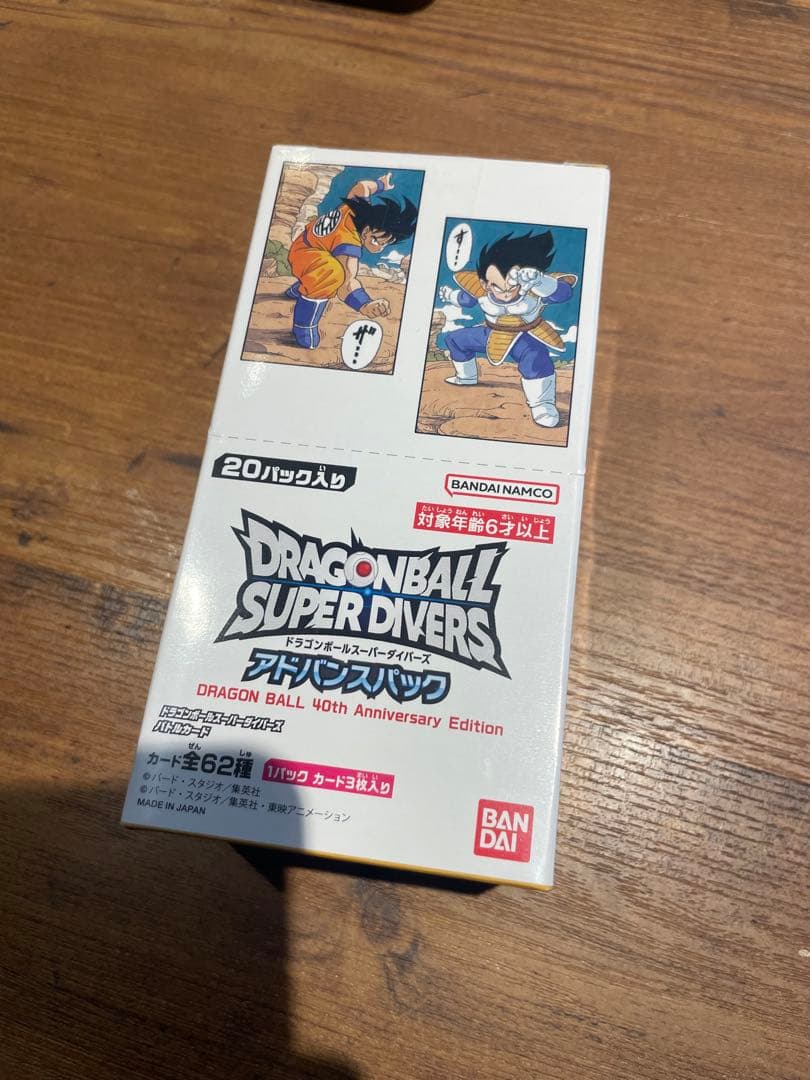 ザ…
す…
20パック入り
BANDAI NAMCO
対象年齢6才以上
DRAGONBALL
SUPER DIVERS
ドラゴンボールスーパーダイバーズ
アドバンスパック
DRAGON BALL 40th Anniversary Edition
ドラゴンボールスーパーダイバーズ
バトルカード
カード全62種
1パック カード3枚入り
©バード・スタジオ/集英社
©バード・スタジオ/集英社・東映アニメーション
MADE IN JAPAN
BAN
DAI